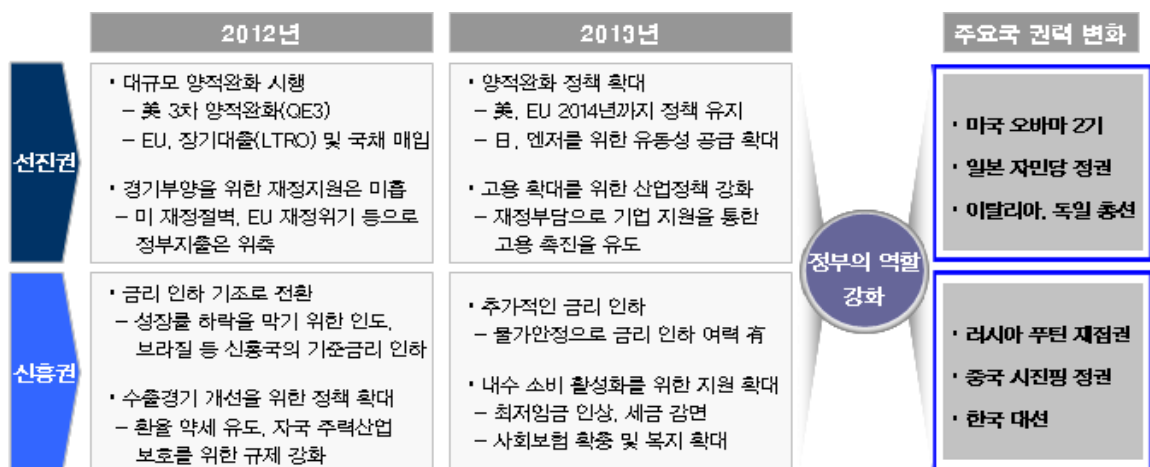 2012년
2013년
주요국 권력 변화
선진권
· 대규모 양적완화 시행
– 美 3차 양적완화(QE3)
– EU, 장기대출(LTRO) 및 국채 매입
· 경기부양을 위한 재정지원은 미흡
– 미 재정절벽, EU 재정위기 등으로
정부지출은 위축
· 양적완화 정책 확대
– 美, EU 2014년까지 정책 유지
– 日, 엔저를 위한 유동성 공급 확대
· 고용 확대를 위한 산업정책 강화
– 재정부담으로 기업 지원을 통한
고용 촉진을 유도
· 미국 오바마 2기
· 일본 자민당 정권
· 이탈리아, 독일 총선
정부의 역할
강화
신흥권
· 금리 인하 기조로 전환
– 성장률 하락을 막기 위한 인도,
브라질 등 신흥국의 기준금리 인하
· 수출경기 개선을 위한 정책 확대
– 환율 약세 유도, 자국 주력산업
보호를 위한 규제 강화
· 추가적인 금리 인하
– 물가안정으로 금리 인하 여력 有
· 내수 소비 활성화를 위한 지원 확대
– 최저임금 인상, 세금 감면
– 사회보험 확충 및 복지 확대
· 러시아 푸틴 재집권
· 중국 시진핑 정권
· 한국 대선